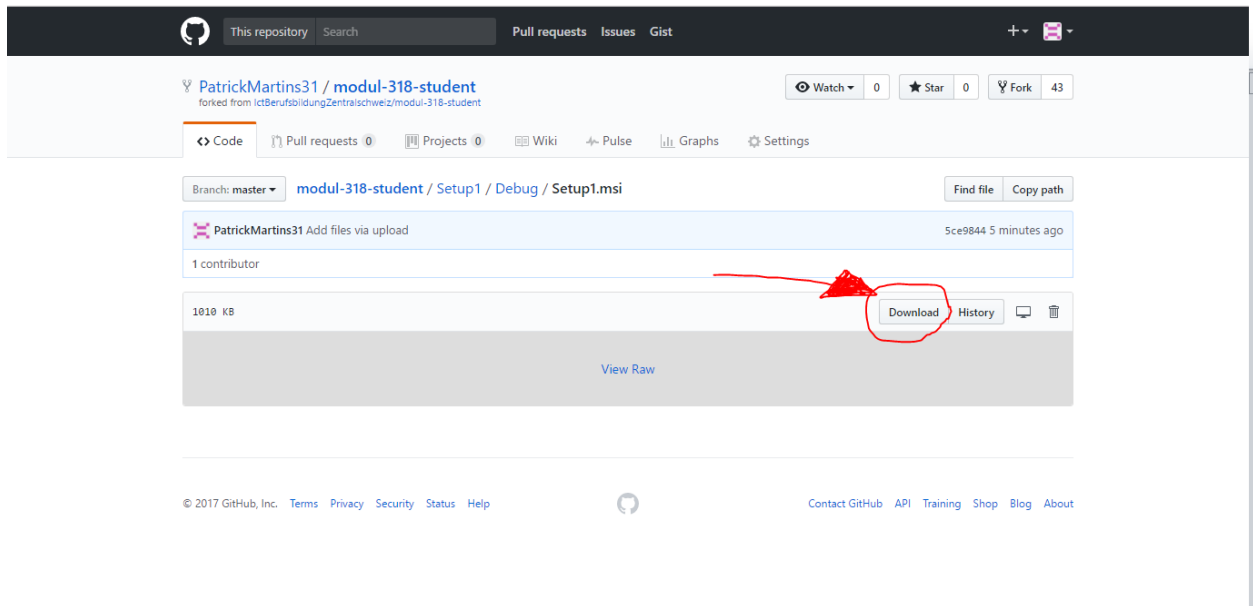 This repository Search Pull requests Issues Gist
PatrickMartins31 / modul-318-student Watch 0 Star 0 Fork 43
forked from IctBerufsbildungZentralschweiz/modul-318-student
Code Pull requests 0 Projects 0 Wiki Pulse Graphs Settings
Branch: master modul-318-student / Setup1 / Debug / Setup1.msi Find file Copy path
PatrickMartins31 Add files via upload 5ce9844 5 minutes ago
1 contributor
1010 KB Download History
View Raw
© 2017 GitHub, Inc. Terms Privacy Security Status Help Contact GitHub API Training Shop Blog About